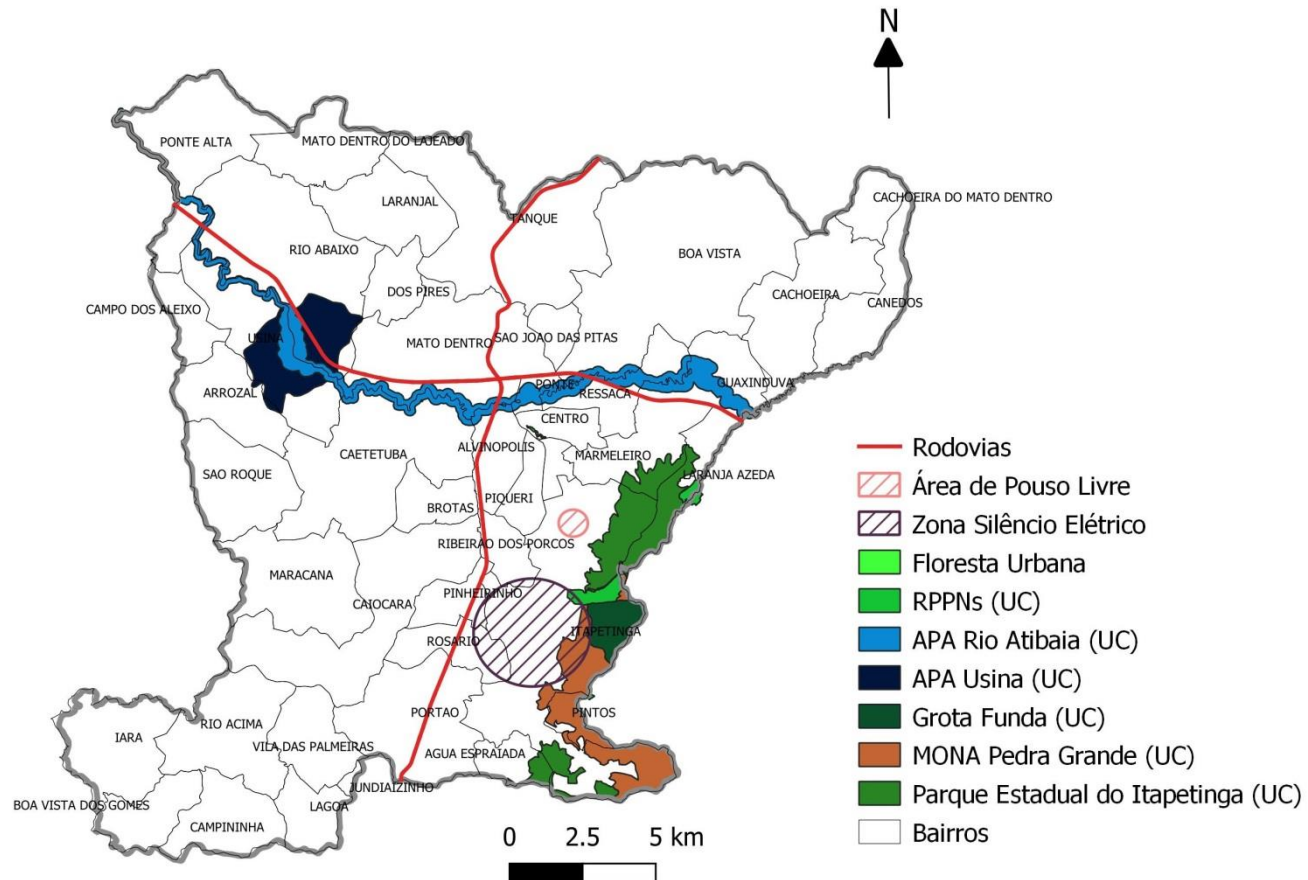 N
PONTE ALTA
MATO DENTRO DO LAJEADO
LARANJAL
CACHOEIRA DO MATO DENTRO
TANQUE
RIO ABAIXO
BOA VISTA
DOS PIRES
CACHOEIRA
CANEDOS
CAMPO DOS ALEIXO
USINA
MATO DENTRO
SAO JOAO DAS PITAS
ARROZAL
PONTE
GUAXINDUVA
RESSACA
CENTRO
CAETETUBA
ALVINOPOLIS
MARMELEIRO
SAO ROQUE
LARANJA AZEDA
PIQUERI
BROTAS
RIBEIRAO DOS PORCOS
MARACANA
PINHEIRINHO
CAIOCARA
ROSARIO
ITAPETINGA
PORTAO
PINTOS
RIO ACIMA
IARA
VILA DAS PALMEIRAS
AGUA ESPRAIADA
JUNDIAIZINHO
BOA VISTA DOS GOMES
LAGOA
CAMPININHA
Rodovias
Área de Pouso Livre
Zona Silêncio Elétrico
Floresta Urbana
RPPNs (UC)
APA Rio Atibaia (UC)
APA Usina (UC)
Grota Funda (UC)
MONA Pedra Grande (UC)
Parque Estadual do Itapetinga (UC)
Bairros
0 2.5 5 km